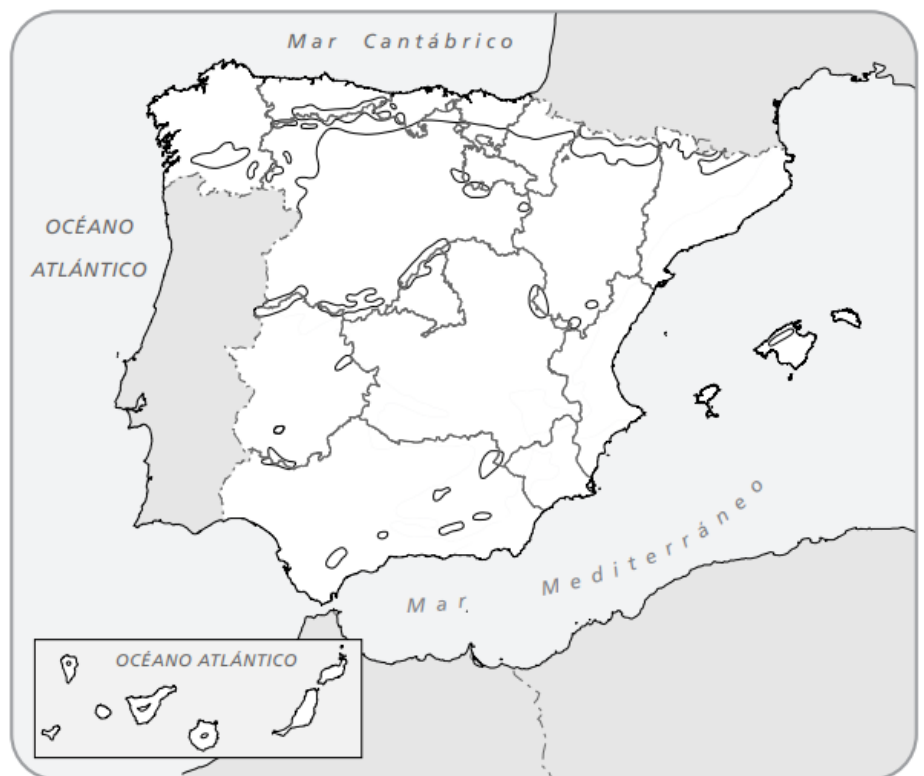 Mar Cantábrico
OCÉANO
ATLÁNTICO
Mar Mediterráneo
OCÉANO ATLÁNTICO